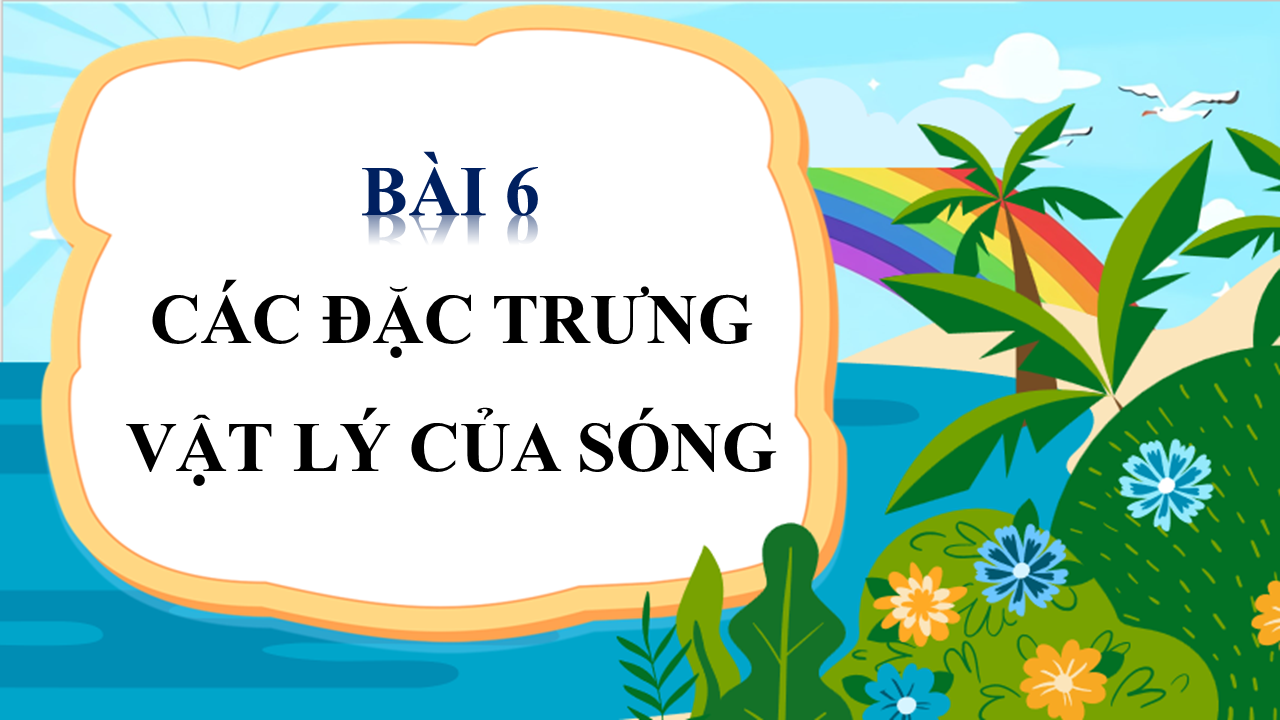 BÀI 6
CÁC ĐẶC TRƯNG
VẬT LÝ CỦA SÓNG